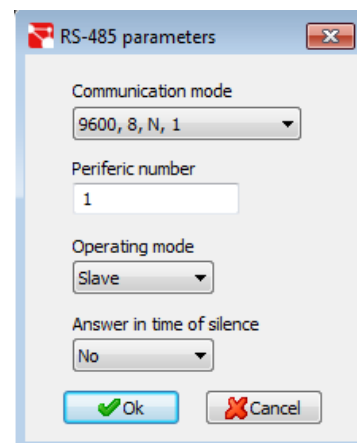 RS-485 parameters
Communication mode
9600, 8, N, 1
Periferic number
1
Operating mode
Slave
Answer in time of silence
No
Ok
Cancel